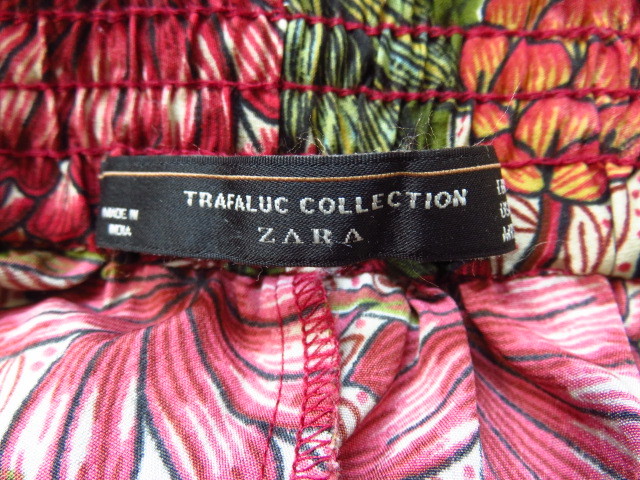 TRAFALUC COLLECTION
ZARA
MADE IN
INDIA